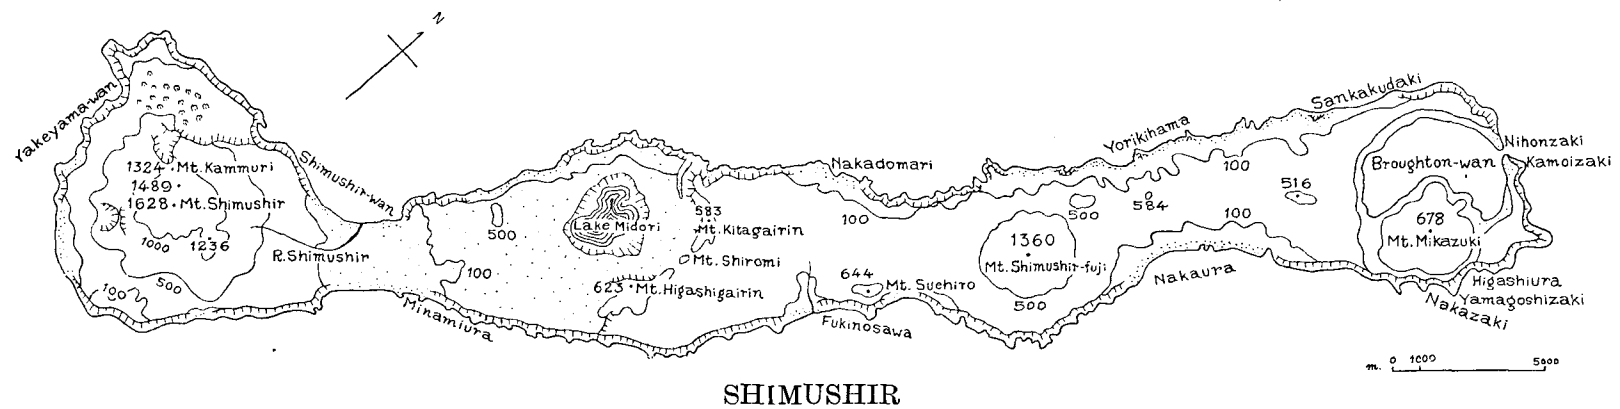 N
Yakeyama-wan
1324 · Mt. Kammuri
1489 ·
1628 · Mt. Shimushir
1000
1236
500
100
R. Shimushir
Shimushir-wan
Minamiura
100
500
Lake Midori
583
Mt. Kitagairin
Mt. Shiromi
623 · Mt. Higashigairin
Nakadomari
100
644
Mt. Suehiro
Fukinosawa
1360
Mt. Shimushir-fuji
500
500
584
Yorikihama
100
Sankakudaki
516
100
Nakaura
Broughton-wan
678
Mt. Mikazuki
Nihonzaki
Kamoizaki
Higashiura
Yamagoshizaki
Nakazaki
m. 0 1000 5000
SHIMUSHIR